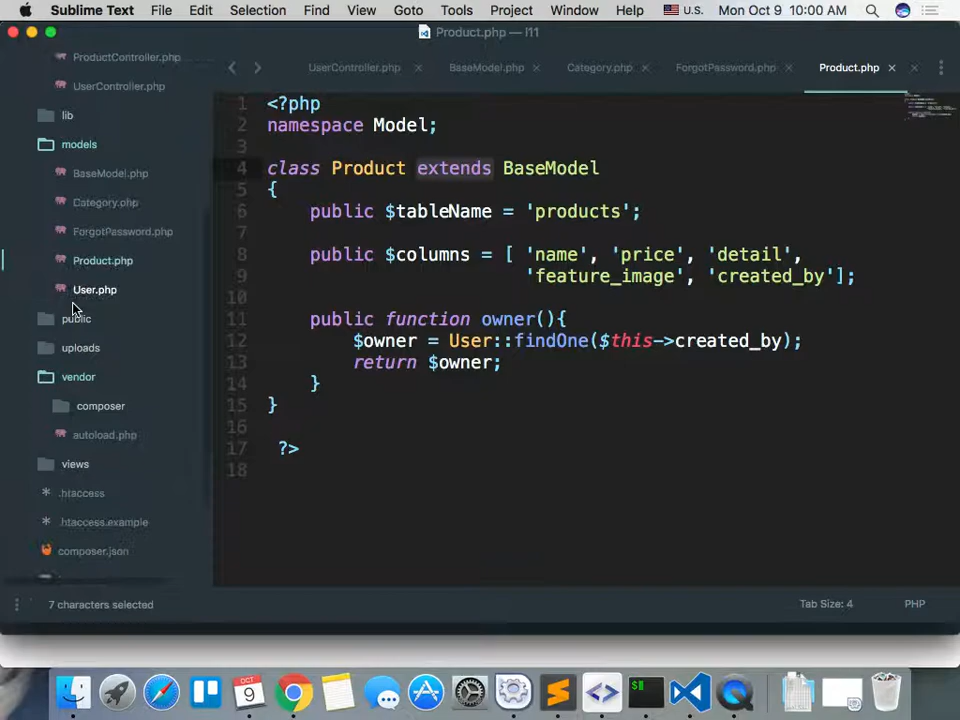 Sublime Text File Edit Selection Find View Goto Tools Project Window Help U.S. Mon Oct 9 10:00 AM
Product.php — l11
ProductController.php
UserController.php
lib
models
BaseModel.php
Category.php
ForgotPassword.php
Product.php
User.php
public
uploads
vendor
composer
autoload.php
views
.htaccess
.htaccess.example
composer.json
UserController.php × BaseModel.php × Category.php × ForgotPassword.php × Product.php × ×
1 <?php
2 namespace Model;
3
4 class Product extends BaseModel
5 {
6 public $tableName = 'products';
7
8 public $columns = [ 'name', 'price', 'detail',
9 'feature_image', 'created_by'];
10
11 public function owner(){
12 $owner = User::findOne($this->created_by);
13 return $owner;
14 }
15 }
16
17 ?>
18
7 characters selected Tab Size: 4 PHP
OCT
9